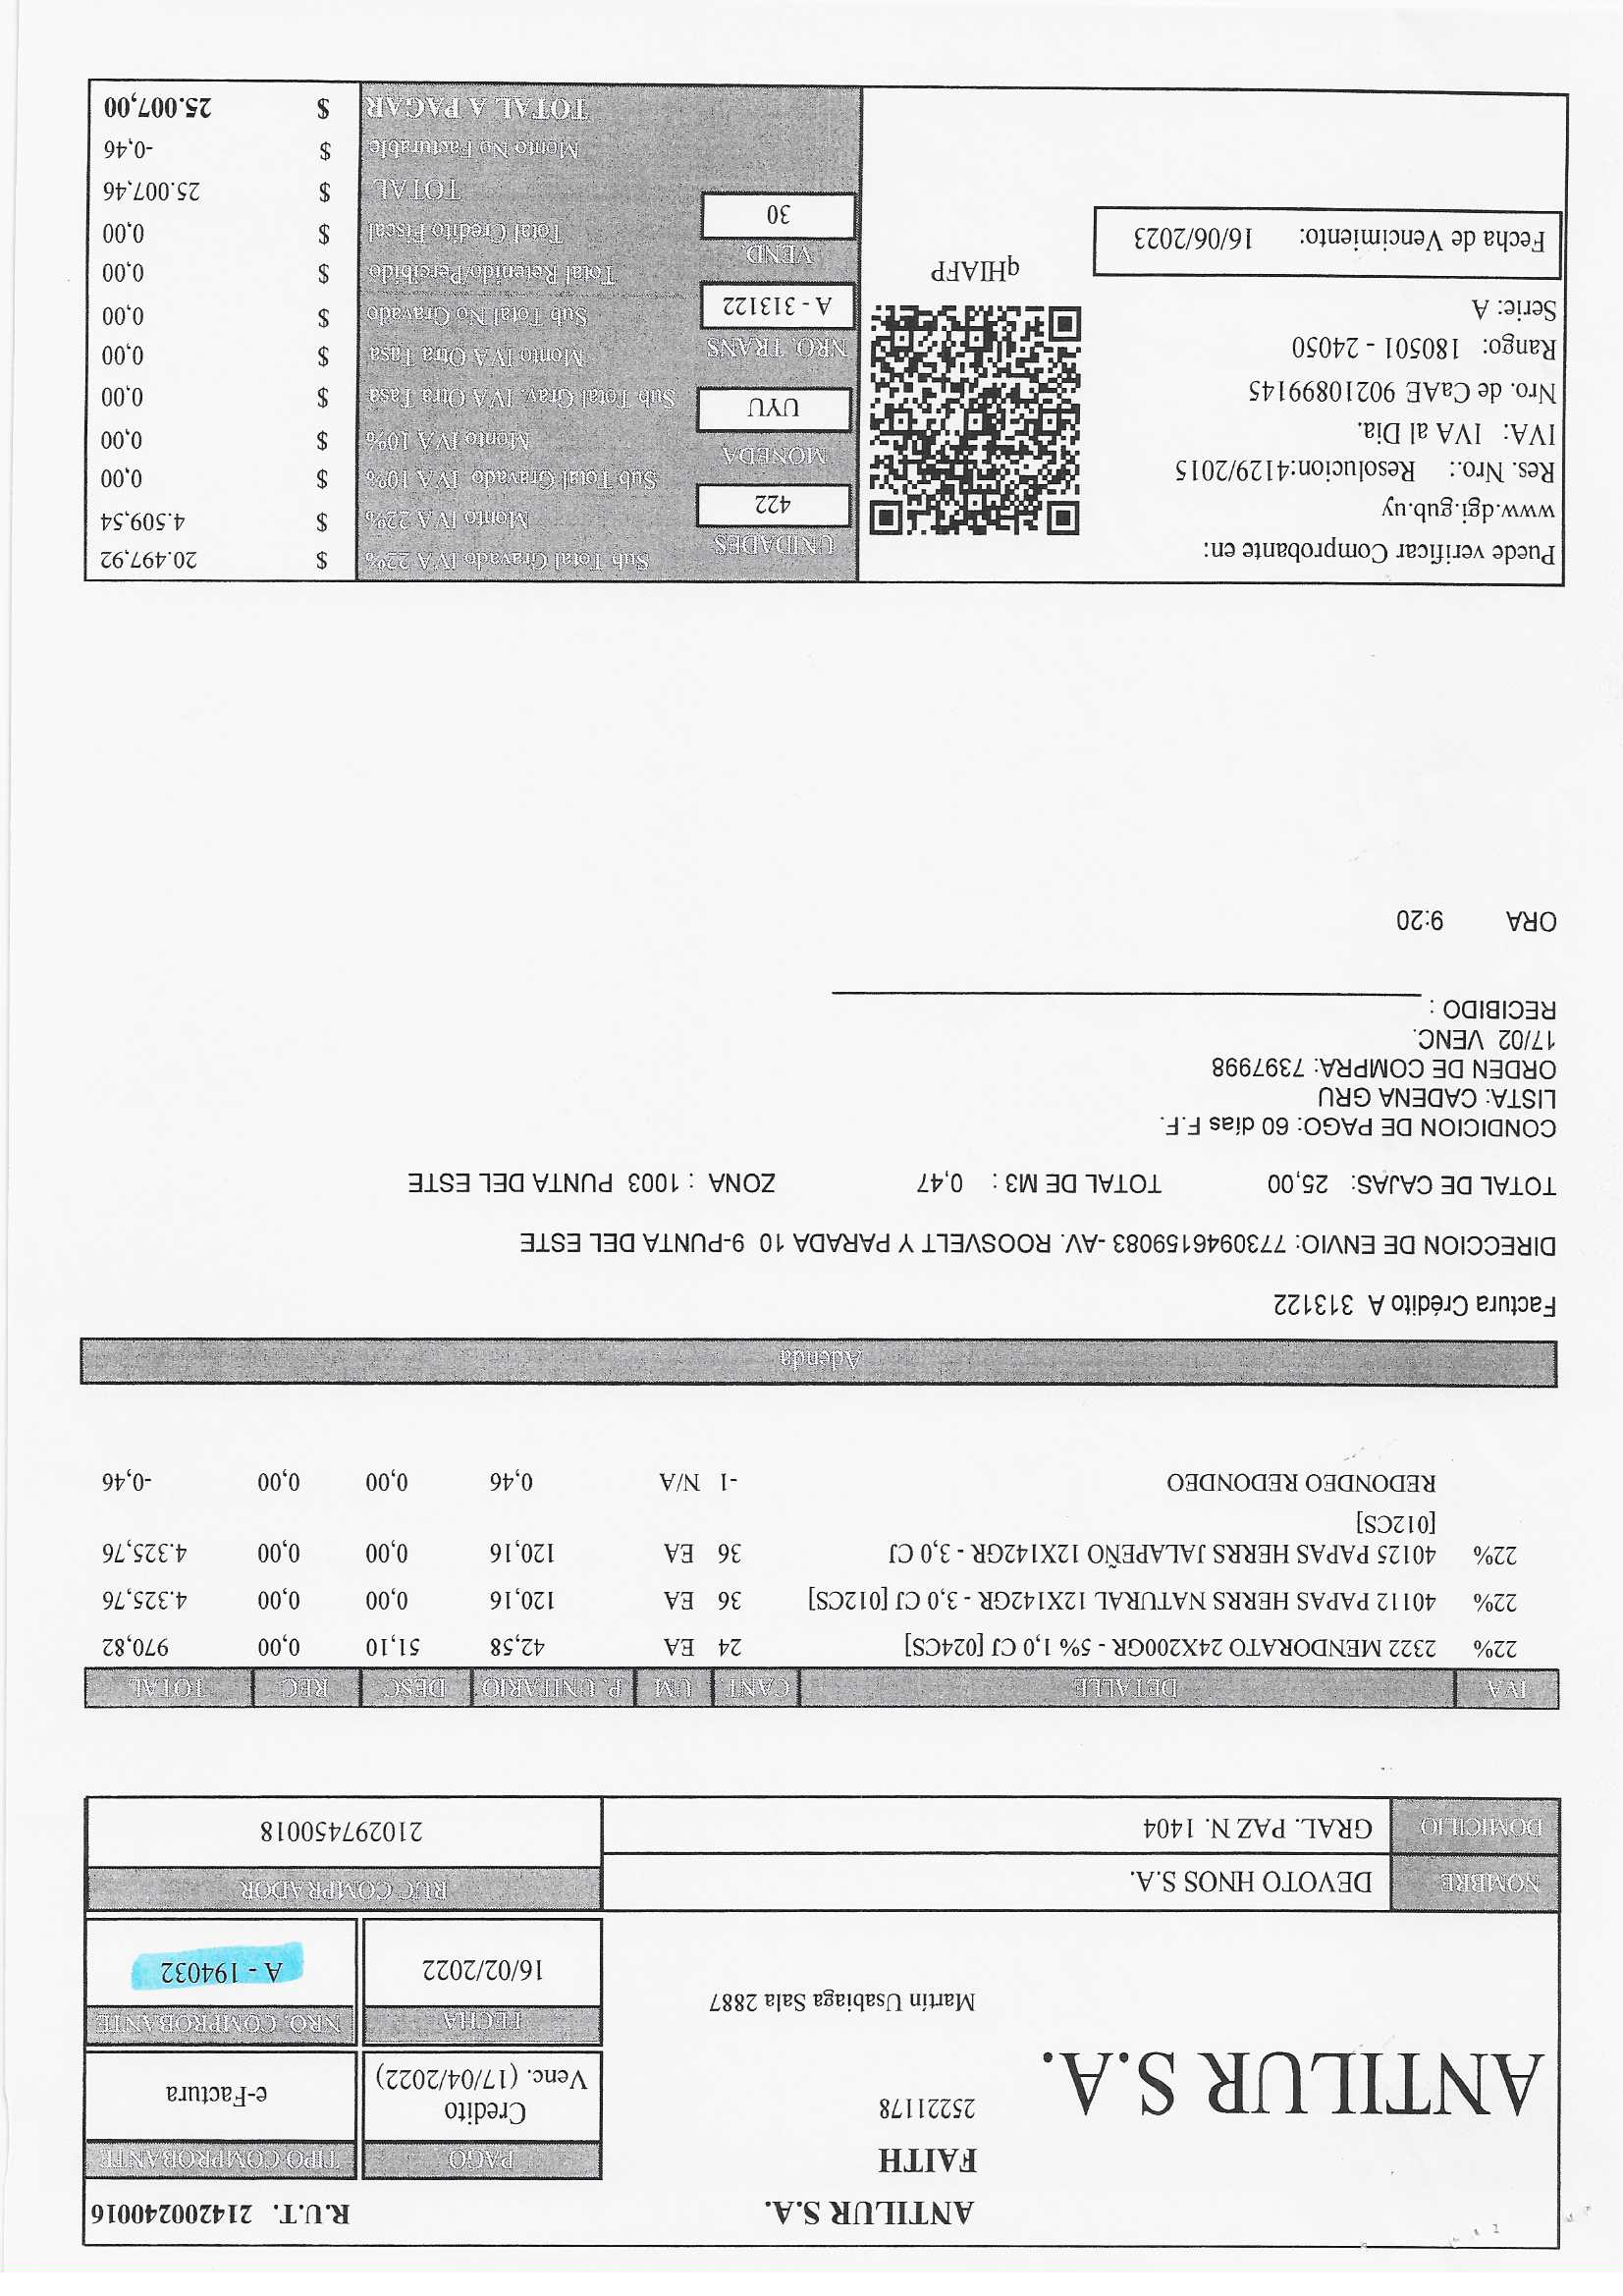 ANTILUR S.A.
R.U.T. 214200240016
FAITH
25221178
ANTILUR S.A.
Martin Usabiaga Sala 2887
PAGO
TIPO COMPROBANTE
Credito
Venc. (17/04/2022)
e-Factura
FECHA
NRO. COMPROBANTE
16/02/2022
A - 194032
NOMBRE
DEVOTO HNOS S.A.
RUC COMPRADOR
DOMICILIO
GRAL. PAZ N. 1404
210297450018
IVA DETALLE CANT UM P. UNITARIO DESC REC TOTAL
22% 2322 MENDORATO 24X200GR - 5% 1,0 CJ [024CS] 24 EA 42,58 51,10 0,00 970,82
22% 40112 PAPAS HERRS NATURAL 12X142GR - 3,0 CJ [012CS] 36 EA 120,16 0,00 0,00 4.325,76
22% 40125 PAPAS HERRS JALAPEÑO 12X142GR - 3,0 CJ 36 EA 120,16 0,00 0,00 4.325,76
[012CS]
REDONDEO REDONDEO -1 N/A 0,46 0,00 0,00 -0,46
Adenda
Factura Crédito A 313122
DIRECCION DE ENVIO: 7730946159083 -AV. ROOSVELT Y PARADA 10 9-PUNTA DEL ESTE
TOTAL DE CAJAS: 25,00 TOTAL DE M3 : 0,47 ZONA : 1003 PUNTA DEL ESTE
CONDICION DE PAGO: 60 dias F.F.
LISTA: CADENA GRU
ORDEN DE COMPRA: 7397998
17/02 VENC.
RECIBIDO :
ORA 9:20
Puede verificar Comprobante en:
www.dgi.gub.uy
Res. Nro.: Resolucion:4129/2015
IVA: IVA al Dia.
Nro. de CaAE 90210899145
Rango: 180501 - 24050
Serie: A
Fecha de Vencimiento: 16/06/2023
qHIAFP
UNIDADES
422
MONEDA
UYU
NRO. TRANS
A - 313122
VEND.
30
Sub Total Gravado IVA 22% $ 20.497,92
Monto IVA 22% $ 4.509,54
Sub Total Gravado IVA 10% $ 0,00
Monto IVA 10% $ 0,00
Sub Total Grav. IVA Otra Tasa $ 0,00
Monto IVA Otra Tasa $ 0,00
Sub Total No Gravado $ 0,00
Total Retenido/Percibido $ 0,00
Total Credito Fiscal $ 0,00
TOTAL $ 25.007,46
Monto No Facturable $ -0,46
TOTAL A PAGAR $ 25.007,00